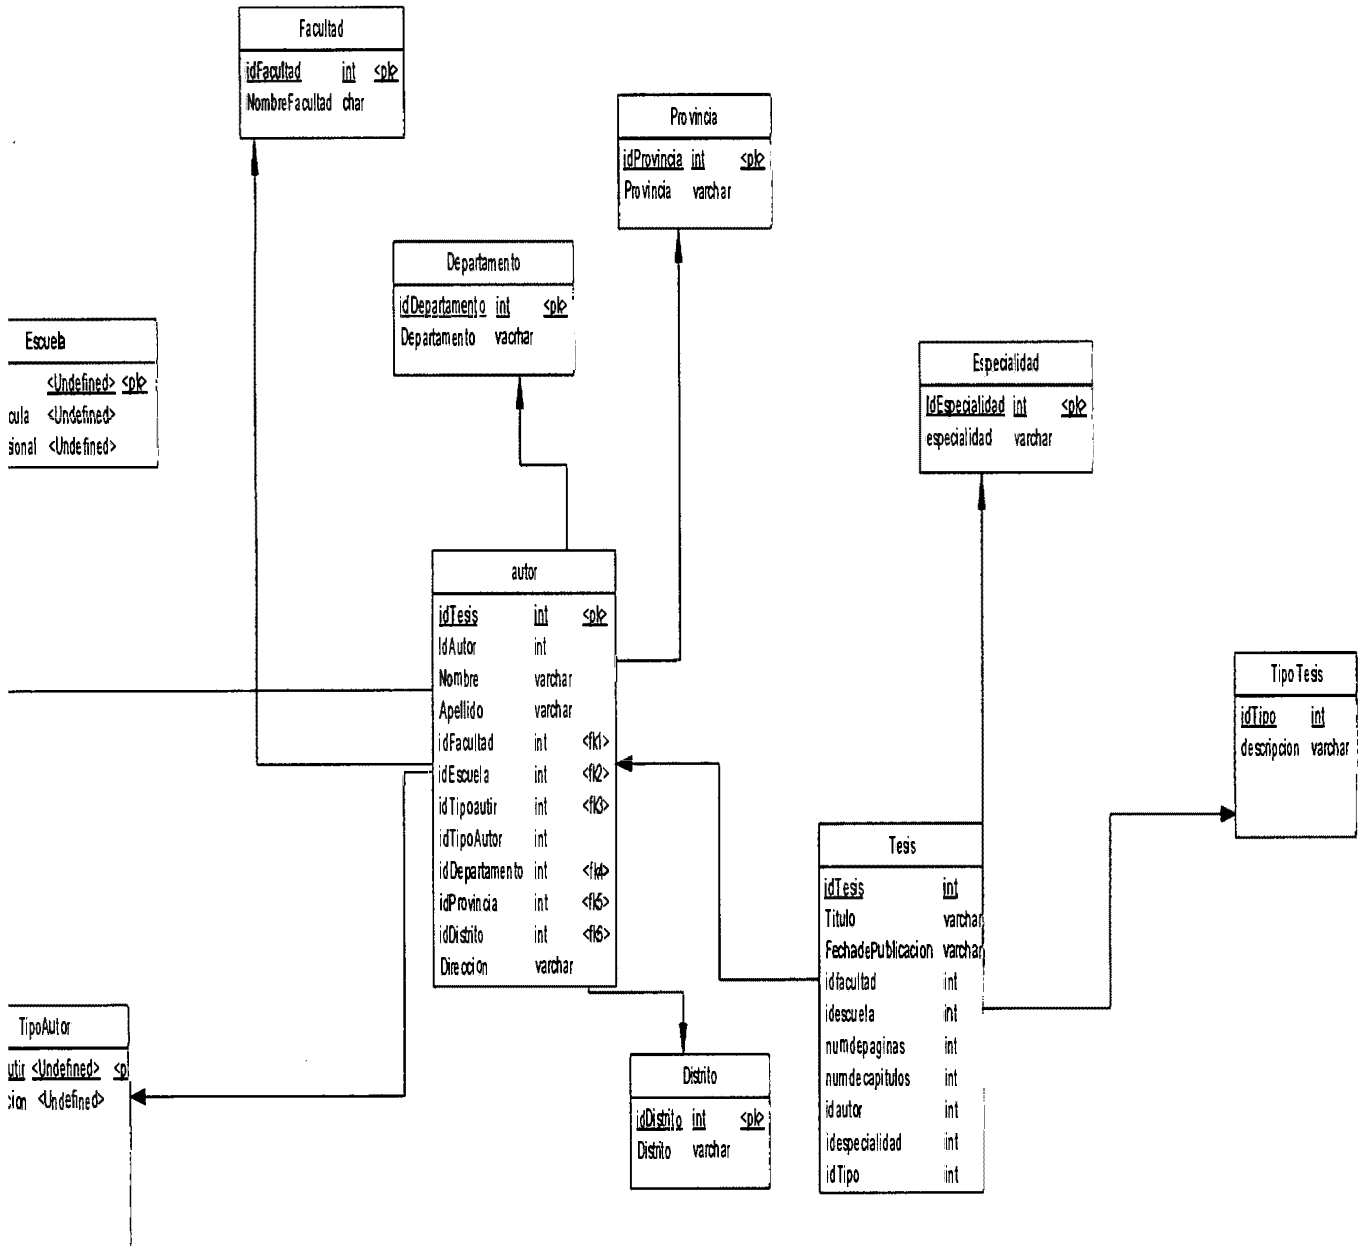 Facultad
idFacultad int <pk>
NombreFacultad char
Provincia
idProvincia int <pk>
Provincia varchar
Departamento
idDepartamento int <pk>
Departamento vacrhar
Escuela
<Undefined> <pk>
cula <Undefined>
sional <Undefined>
Especialidad
IdEspecialidad int <pk>
especialidad varchar
autor
idTesis int <pk>
IdAutor int
Nombre varchar
Apellido varchar
idFacultad int <fk1>
idEscuela int <fk2>
idTipoautir int <fk3>
idTipoAutor int
idDepartamento int <fk4>
idProvincia int <fk5>
idDistrito int <fk6>
Direccion varchar
TipoTesis
idTipo int
descripcion varchar
Tesis
idTesis int
Titulo varchar
FechadePublicacion varchar
idfacultad int
idescuela int
numdepaginas int
numdecapitulos int
idautor int
idespecialidad int
idTipo int
TipoAutor
utir <Undefined> <p
cion <Undefined>
Distrito
idDistrito int <pk>
Distrito varchar